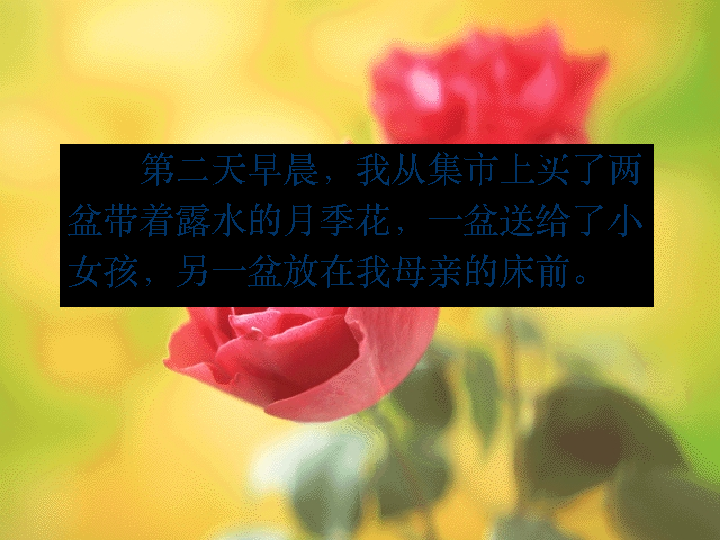 第二天早晨，我从集市上买了两
盆带着露水的月季花，一盆送给了小
女孩，另一盆放在我母亲的床前。